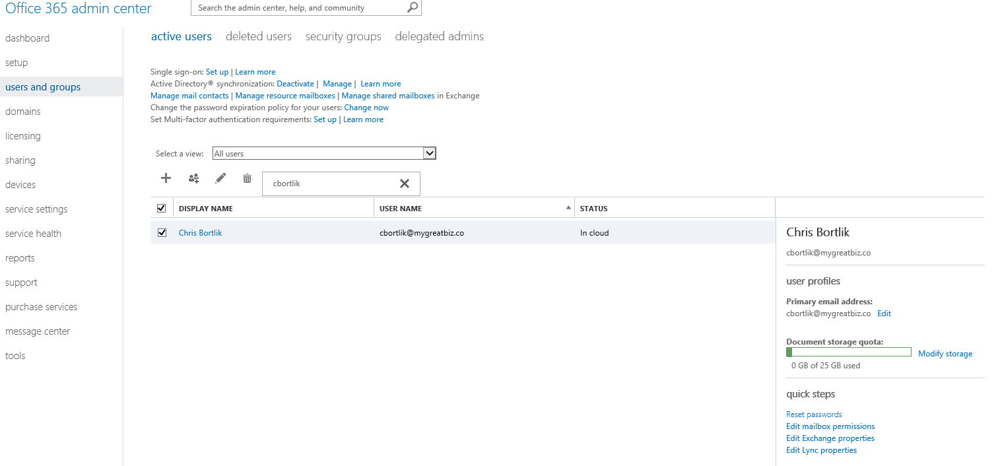 Office 365 admin center
Search the admin center, help, and community
dashboard
setup
users and groups
domains
licensing
sharing
devices
service settings
service health
reports
support
purchase services
message center
tools
active users deleted users security groups delegated admins
Single sign-on: Set up | Learn more
Active Directory® synchronization: Deactivate | Manage | Learn more
Manage mail contacts | Manage resource mailboxes | Manage shared mailboxes in Exchange
Change the password expiration policy for your users: Change now
Set Multi-factor authentication requirements: Set up | Learn more
Select a view: All users
cbortlik
DISPLAY NAME USER NAME STATUS
Chris Bortlik cbortlik@mygreatbiz.co In cloud
Chris Bortlik
cbortlik@mygreatbiz.co
user profiles
Primary email address:
cbortlik@mygreatbiz.co Edit
Document storage quota:
Modify storage
0 GB of 25 GB used
quick steps
Reset passwords
Edit mailbox permissions
Edit Exchange properties
Edit Lync properties